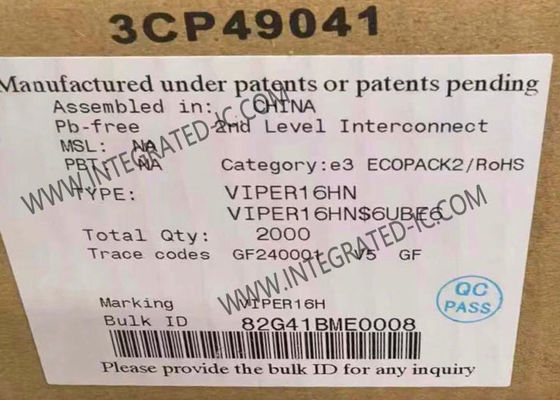 3CP49041
Manufactured under patents or patents pending
Assembled in: CHINA
Pb-free 2nd Level Interconnect
MSL: NA
PBT: NA Category:e3 ECOPACK2/RoHS
TYPE: VIPER16HN
VIPER16HN$6UBE6
Total Qty: 2000
Trace codes GF240001 V5 GF
Marking VIPER16H
Bulk ID 82G41BME0008
QC
PASS
Please provide the bulk ID for any inquiry
WWW.INTEGRATED-IC.COM
WWW.INTEGRATED-IC.COM